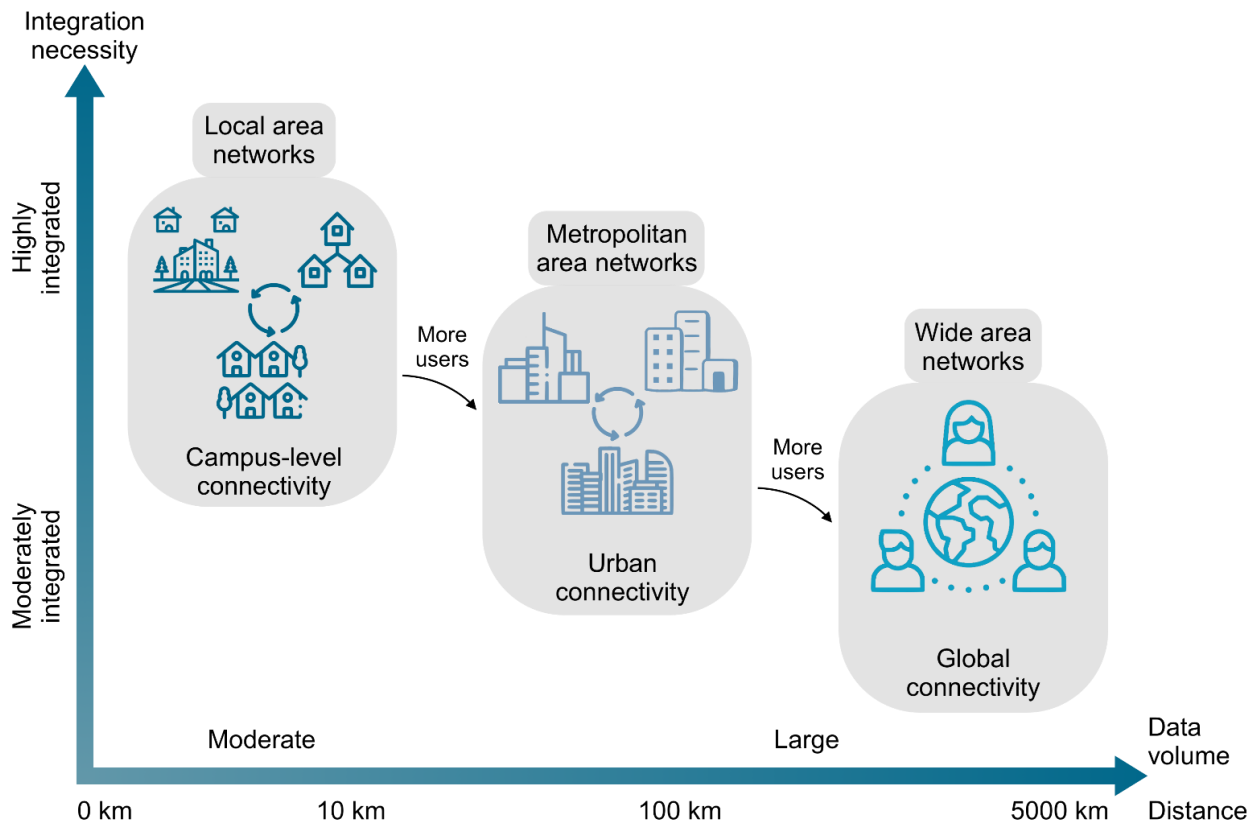 Integration
necessity
Highly
integrated
Moderately
integrated
Local area
networks
Campus-level
connectivity
More
users
Metropolitan
area networks
Urban
connectivity
More
users
Wide area
networks
Global
connectivity
Moderate
Large
Data
volume
0 km
10 km
100 km
5000 km
Distance